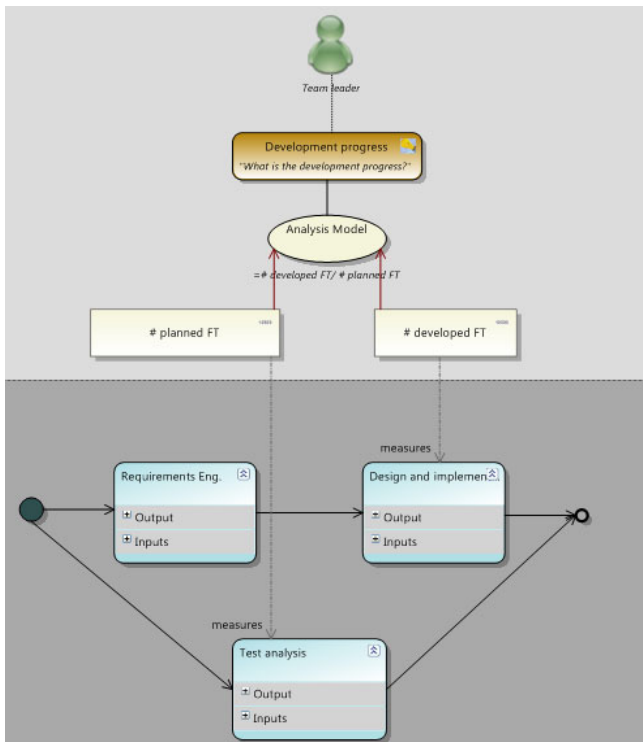 Team leader
Development progress
"What is the development progress?"
Analysis Model
=# developed FT/ # planned FT
# planned FT
# developed FT
measures
Requirements Eng.
Output
Inputs
Design and implemen
Output
Inputs
measures
Test analysis
Output
Inputs